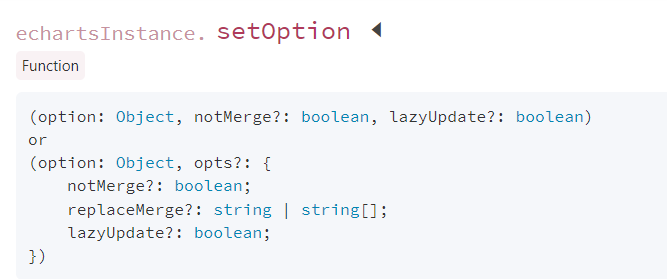 echartsInstance. setOption
Function
(option: Object, notMerge?: boolean, lazyUpdate?: boolean)
or
(option: Object, opts?: {
    notMerge?: boolean;
    replaceMerge?: string | string[];
    lazyUpdate?: boolean;
})